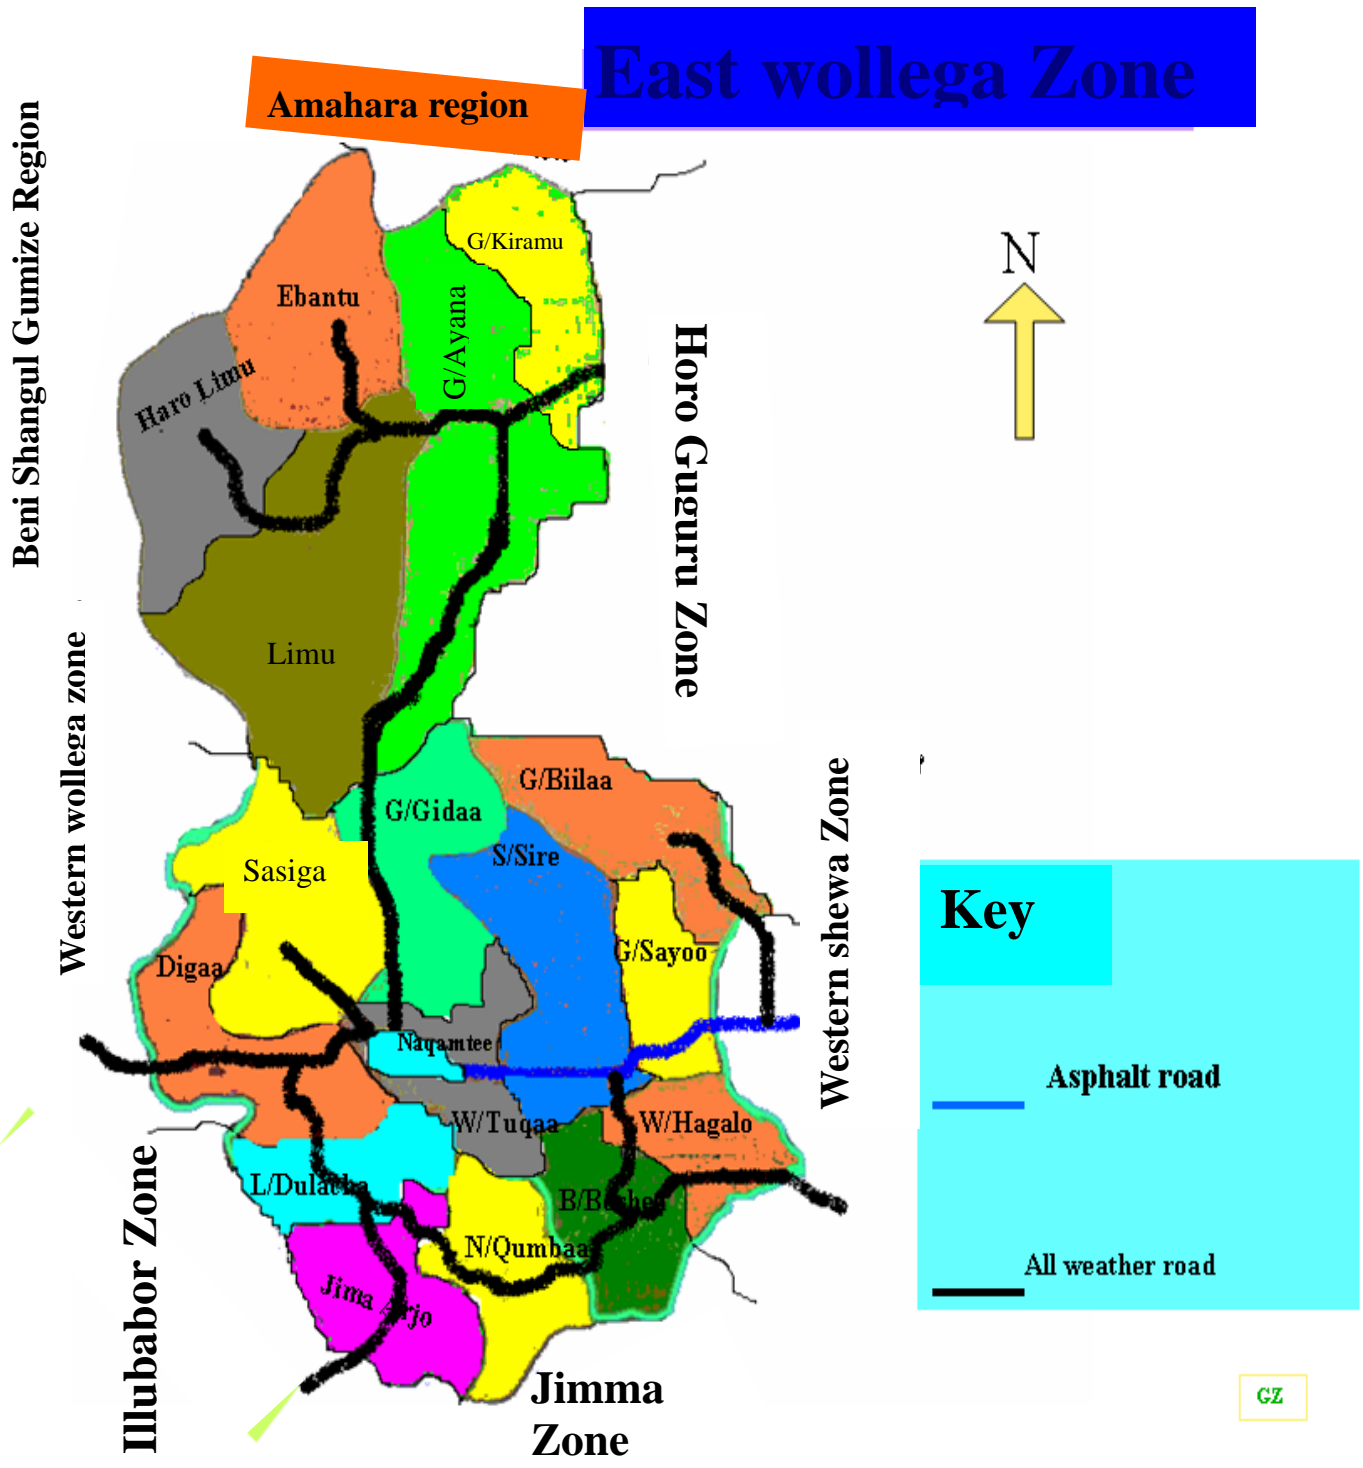 East wollega Zone
Amahara region
Beni Shangul Gumize Region
G/Kiramu
N
Ebantu
G/Ayana
Haro Limu
Horo Guguru Zone
Limu
Western wollega zone
G/Biilaa
G/Gidaa
S/Sire
Western shewa Zone
Sasiga
Key
G/Sayoo
Digaa
Naqamtee
Asphalt road
W/Tuqaa
W/Hagalo
L/Dulacha
B/Boshee
Illubabor Zone
N/Qumbaa
All weather road
Jima Arjo
Jimma
Zone
GZ